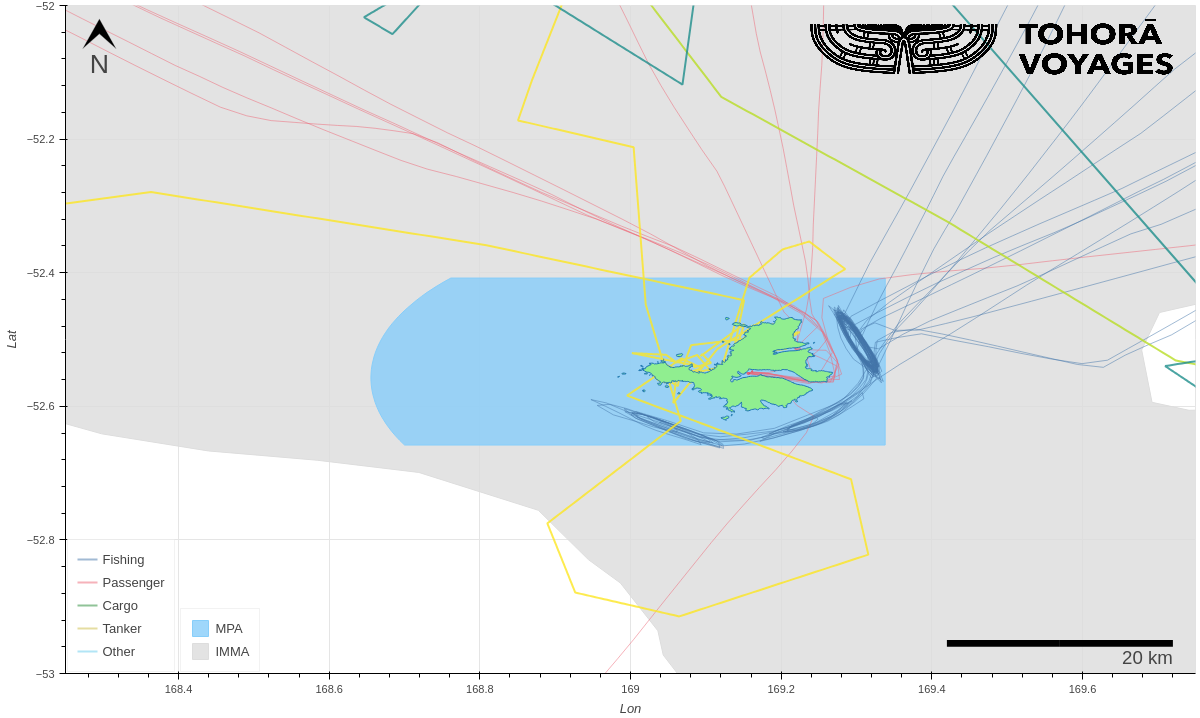 TOHORĀ
VOYAGES
N
−52
−52.2
−52.4
−52.6
−52.8
−53
Lat
Fishing
Passenger
Cargo
Tanker
Other
MPA
IMMA
20 km
168.4
168.6
168.8
169
169.2
169.4
169.6
Lon